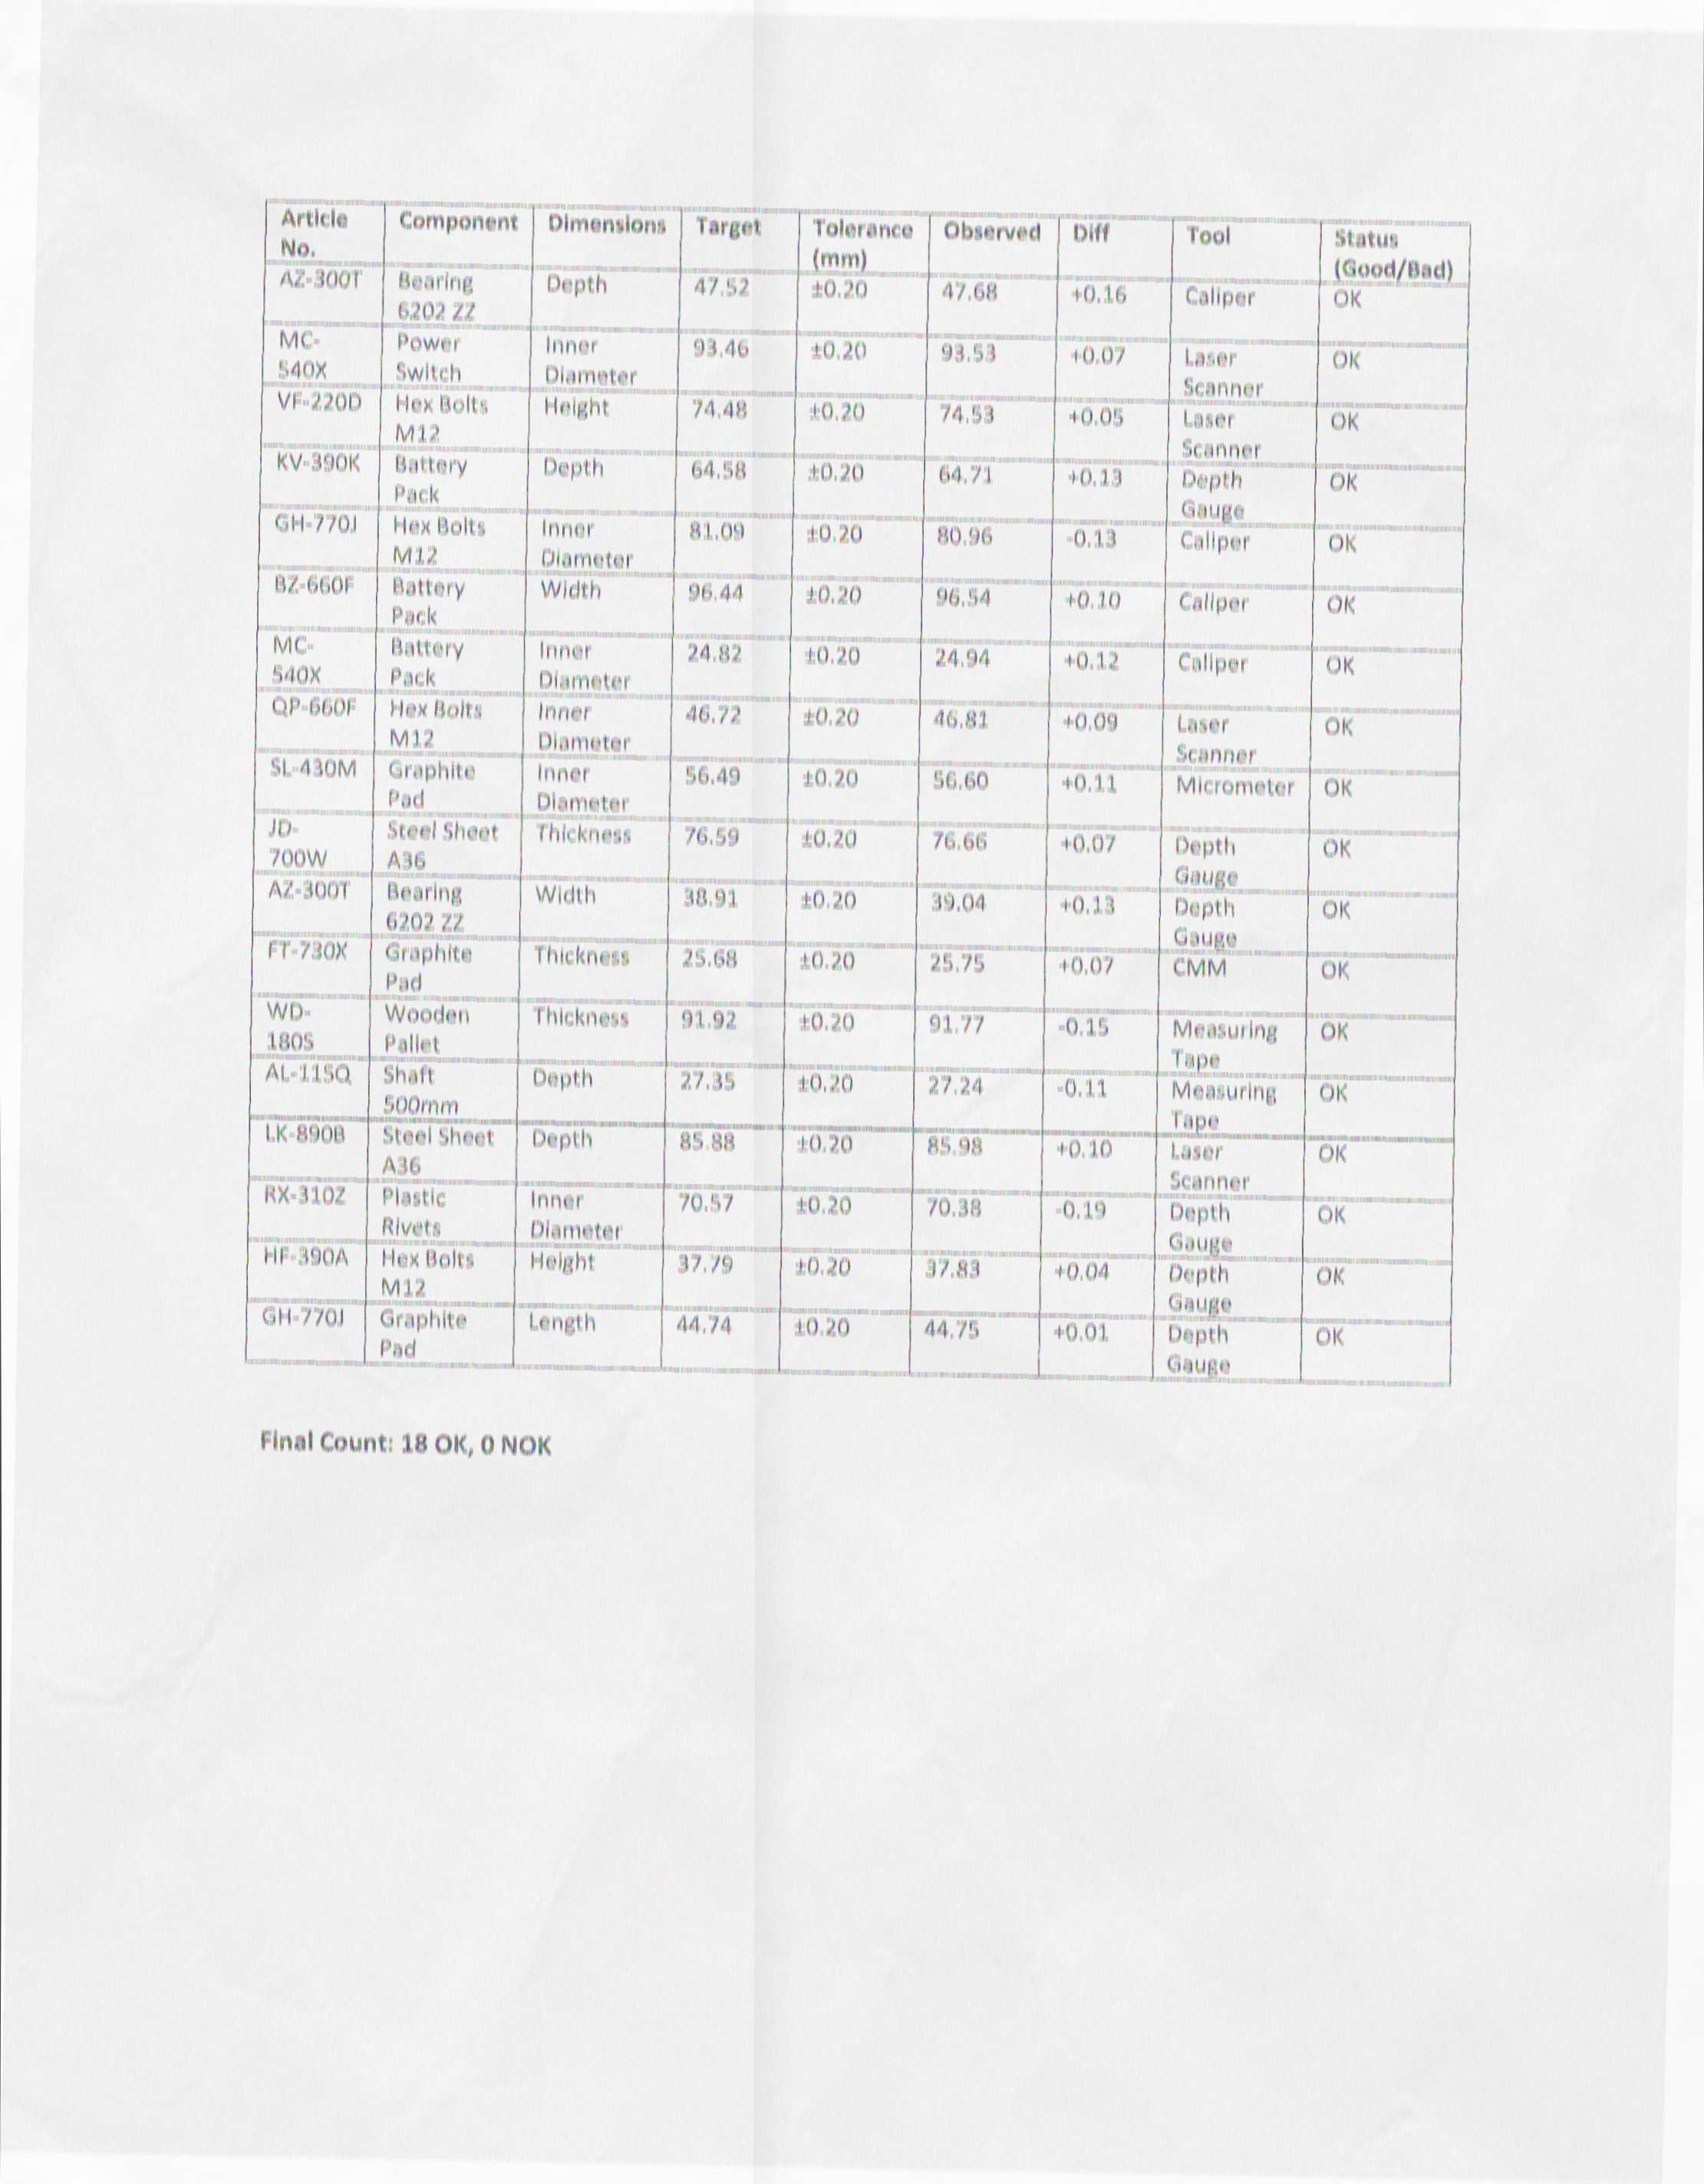 Article No. Component Dimensions Target Tolerance (mm) Observed Diff Tool Status (Good/Bad)
AZ-300T Bearing 6202 ZZ Depth 47.52 ±0.20 47.68 +0.16 Caliper OK
MC-540X Power Switch Inner Diameter 93.46 ±0.20 93.53 +0.07 Laser Scanner OK
VF-220D Hex Bolts M12 Height 74.48 ±0.20 74.53 +0.05 Laser Scanner OK
KV-390K Battery Pack Depth 64.58 ±0.20 64.71 +0.13 Depth Gauge OK
GH-770J Hex Bolts M12 Inner Diameter 81.09 ±0.20 80.96 -0.13 Caliper OK
BZ-660F Battery Pack Width 96.44 ±0.20 96.54 +0.10 Caliper OK
MC-540X Battery Pack Inner Diameter 24.82 ±0.20 24.94 +0.12 Caliper OK
QP-660F Hex Bolts M12 Inner Diameter 46.72 ±0.20 46.81 +0.09 Laser Scanner OK
SL-430M Graphite Pad Inner Diameter 56.49 ±0.20 56.60 +0.11 Micrometer OK
JD-700W Steel Sheet A36 Thickness 76.59 ±0.20 76.66 +0.07 Depth Gauge OK
AZ-300T Bearing 6202 ZZ Width 38.91 ±0.20 39.04 +0.13 Depth Gauge OK
FT-730X Graphite Pad Thickness 25.68 ±0.20 25.75 +0.07 CMM OK
WD-180S Wooden Pallet Thickness 91.92 ±0.20 91.77 -0.15 Measuring Tape OK
AL-115Q Shaft 500mm Depth 27.35 ±0.20 27.24 -0.11 Measuring Tape OK
LK-890B Steel Sheet A36 Depth 85.88 ±0.20 85.98 +0.10 Laser Scanner OK
RX-310Z Plastic Rivets Inner Diameter 70.57 ±0.20 70.38 -0.19 Depth Gauge OK
HF-390A Hex Bolts M12 Height 37.79 ±0.20 37.83 +0.04 Depth Gauge OK
GH-770J Graphite Pad Length 44.74 ±0.20 44.75 +0.01 Depth Gauge OK
Final Count: 18 OK, 0 NOK